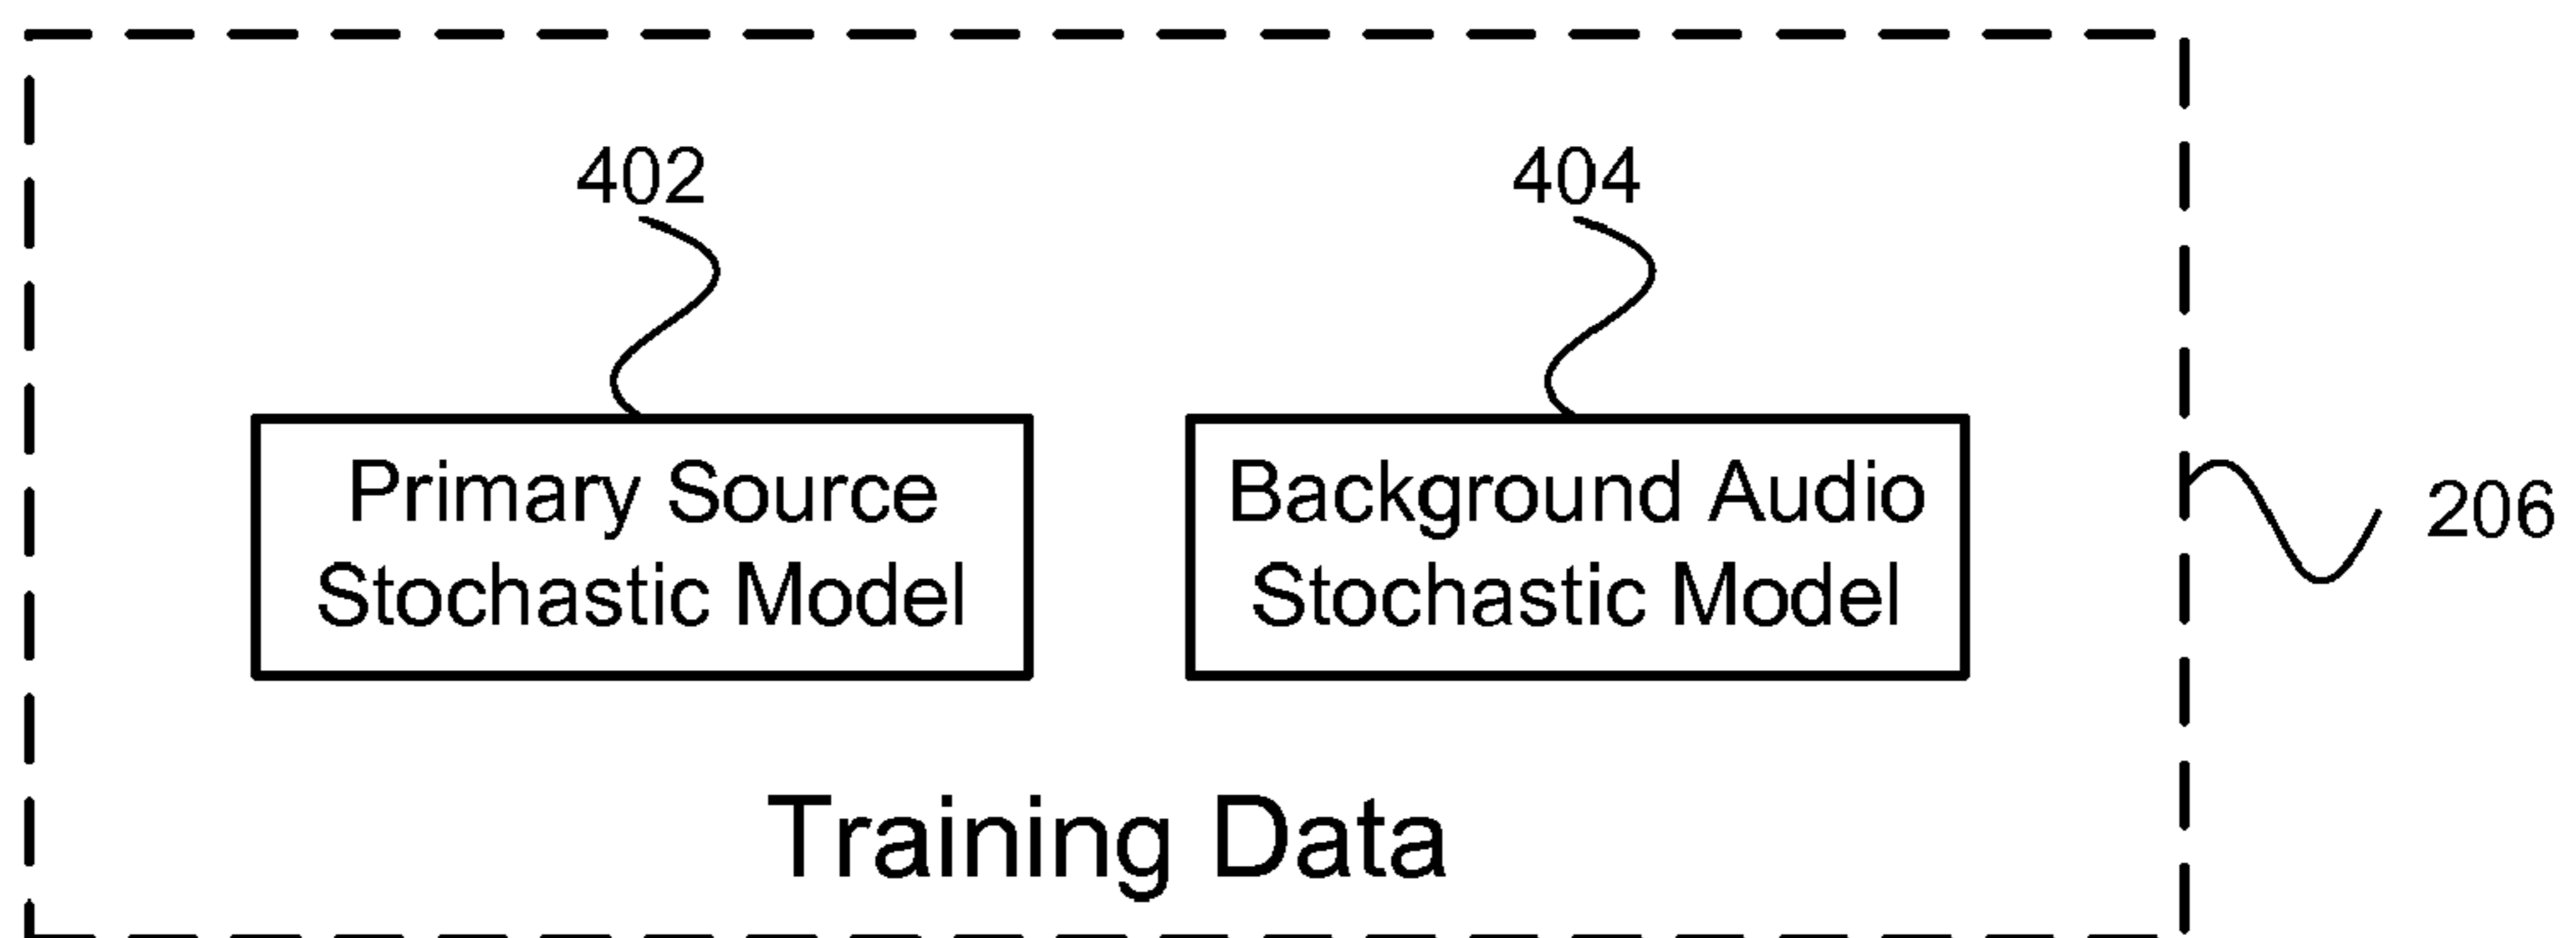 402
404
Primary Source
Stochastic Model
Background Audio
Stochastic Model
206
Training Data